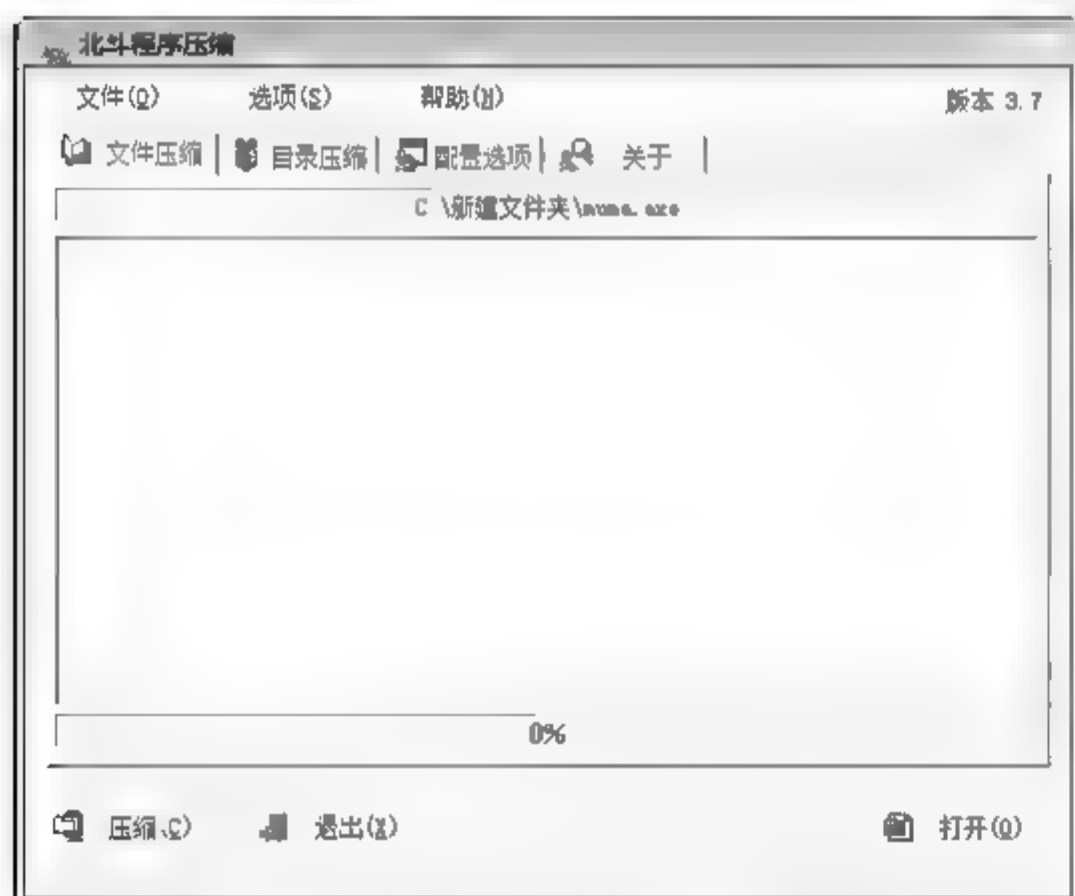 北斗程序压缩
文件(O) 选项(S) 帮助(H) 版本 3.7
文件压缩 目录压缩 配置选项 关于
C \新建文件夹\muma.exe
0%
压缩(C) 退出(X) 打开(O)